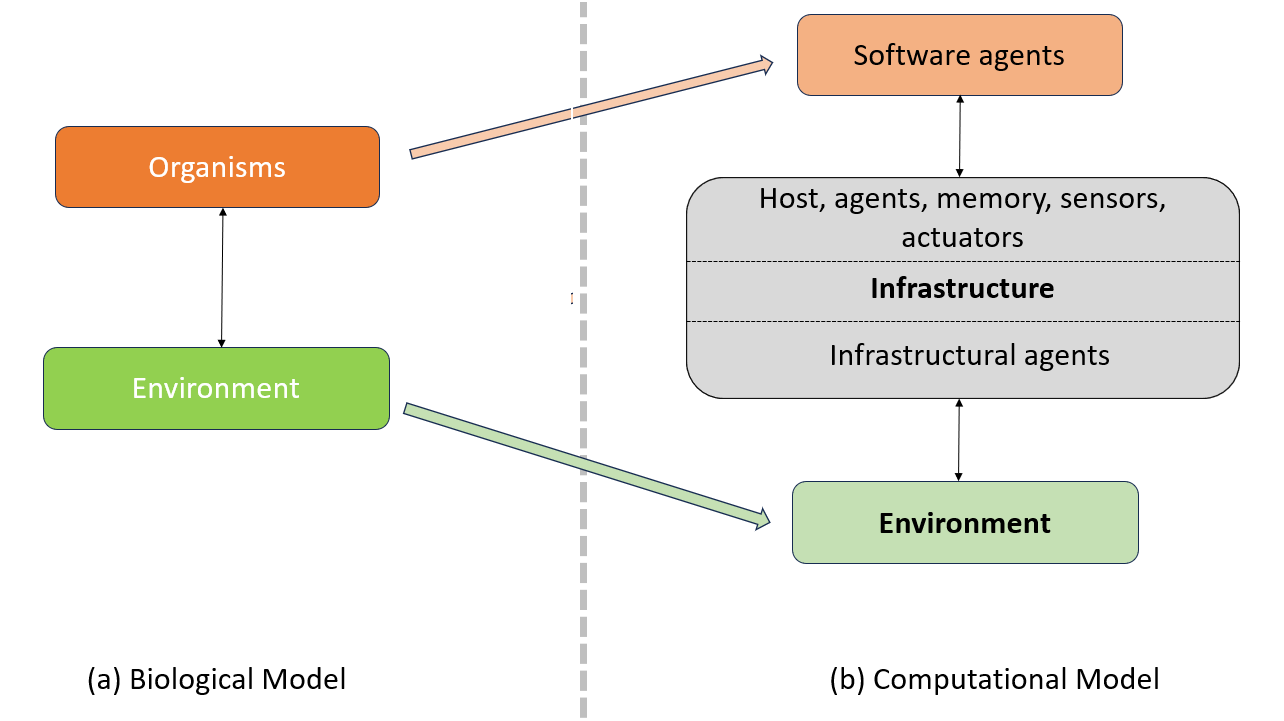 Organisms
Environment
(a) Biological Model
Software agents
Host, agents, memory, sensors,
actuators
Infrastructure
Infrastructural agents
Environment
(b) Computational Model